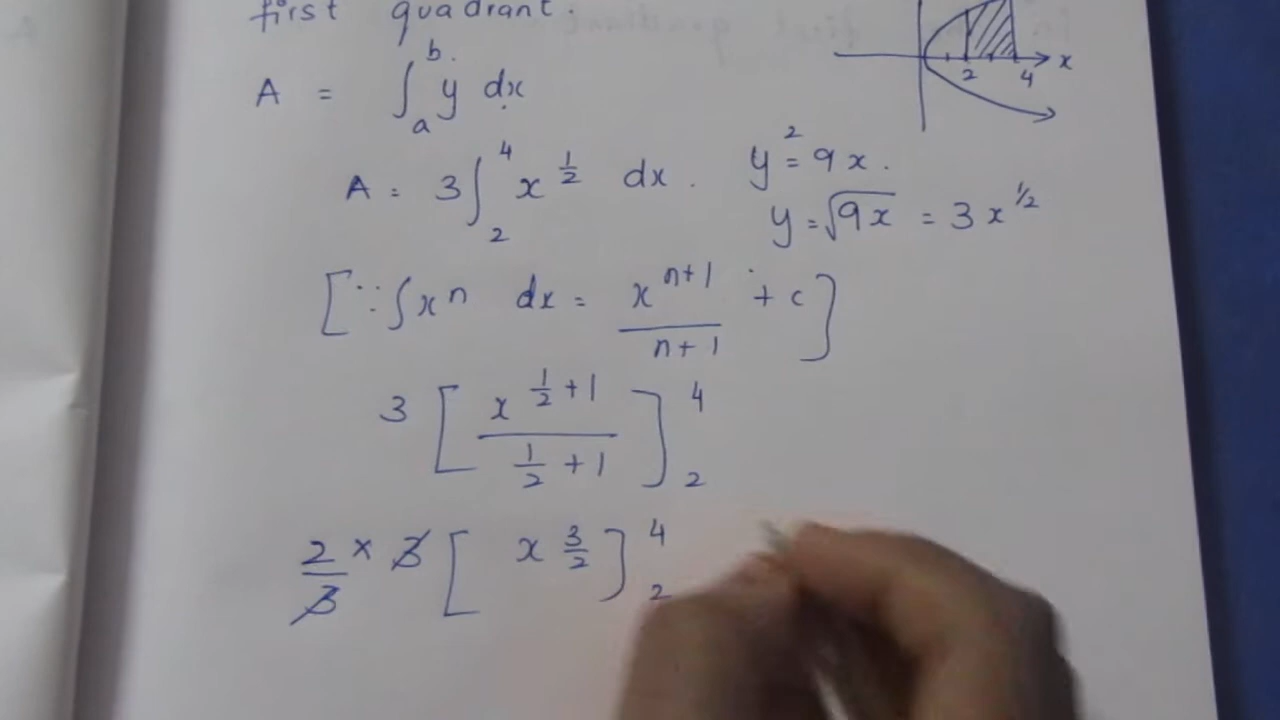 first quadrant.
2 4 x
A = ∫ₐᵇ y dx
A = 3∫₂⁴ x^(1/2) dx. y² = 9x.
y = √(9x) = 3x^(1/2)
[∵ ∫xⁿ dx = x^(n+1)/(n+1) + c]
3 [x^(1/2 + 1)/(1/2 + 1)]₂⁴
2/3 × 3 [x^(3/2)]₂⁴